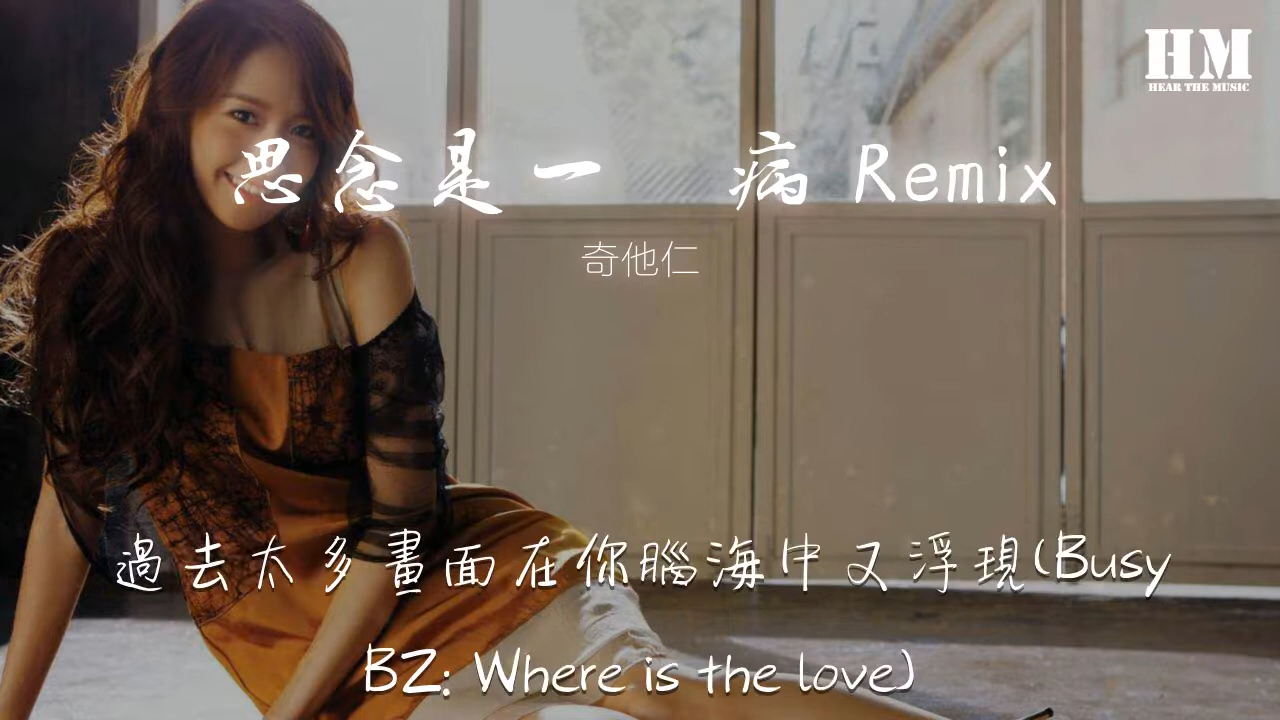 HM
HEAR THE MUSIC
思念是一 病 Remix
奇他仁
過去太多畫面在你腦海中又浮現(Busy
BZ: Where is the love)